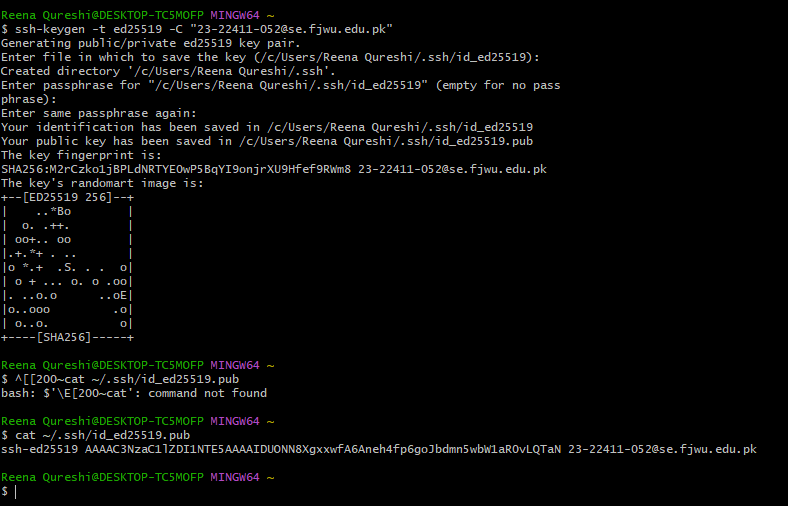 Reena Qureshi@DESKTOP-TC5MOFP MINGW64 ~
$ ssh-keygen -t ed25519 -C "23-22411-052@se.fjwu.edu.pk"
Generating public/private ed25519 key pair.
Enter file in which to save the key (/c/Users/Reena Qureshi/.ssh/id_ed25519):
Created directory '/c/Users/Reena Qureshi/.ssh'.
Enter passphrase for "/c/Users/Reena Qureshi/.ssh/id_ed25519" (empty for no pass
phrase):
Enter same passphrase again:
Your identification has been saved in /c/Users/Reena Qureshi/.ssh/id_ed25519
Your public key has been saved in /c/Users/Reena Qureshi/.ssh/id_ed25519.pub
The key fingerprint is:
SHA256:M2rCzko1jBPLdNRTYEOwP5BqYI9onjrXU9Hfef9RWm8 23-22411-052@se.fjwu.edu.pk
The key's randomart image is:
+--[ED25519 256]--+
|    ..*Bo        |
|  o. .++.        |
| oo+.. oo        |
|.+.*+ . ..       |
|o *.+  .S. . .  o|
| o + ... o. o .oo|
|. ..o.o      ..oE|
|o..ooo         .o|
| o..o.          o|
+----[SHA256]-----+
Reena Qureshi@DESKTOP-TC5MOFP MINGW64 ~
$ ^[[200~cat ~/.ssh/id_ed25519.pub
bash: $'\E[200~cat': command not found
Reena Qureshi@DESKTOP-TC5MOFP MINGW64 ~
$ cat ~/.ssh/id_ed25519.pub
ssh-ed25519 AAAAC3NzaC1lZDI1NTE5AAAAIDUONN8XgxxwfA6Aneh4fp6goJbdmn5wbW1aROvLQTaN 23-22411-052@se.fjwu.edu.pk
Reena Qureshi@DESKTOP-TC5MOFP MINGW64 ~
$